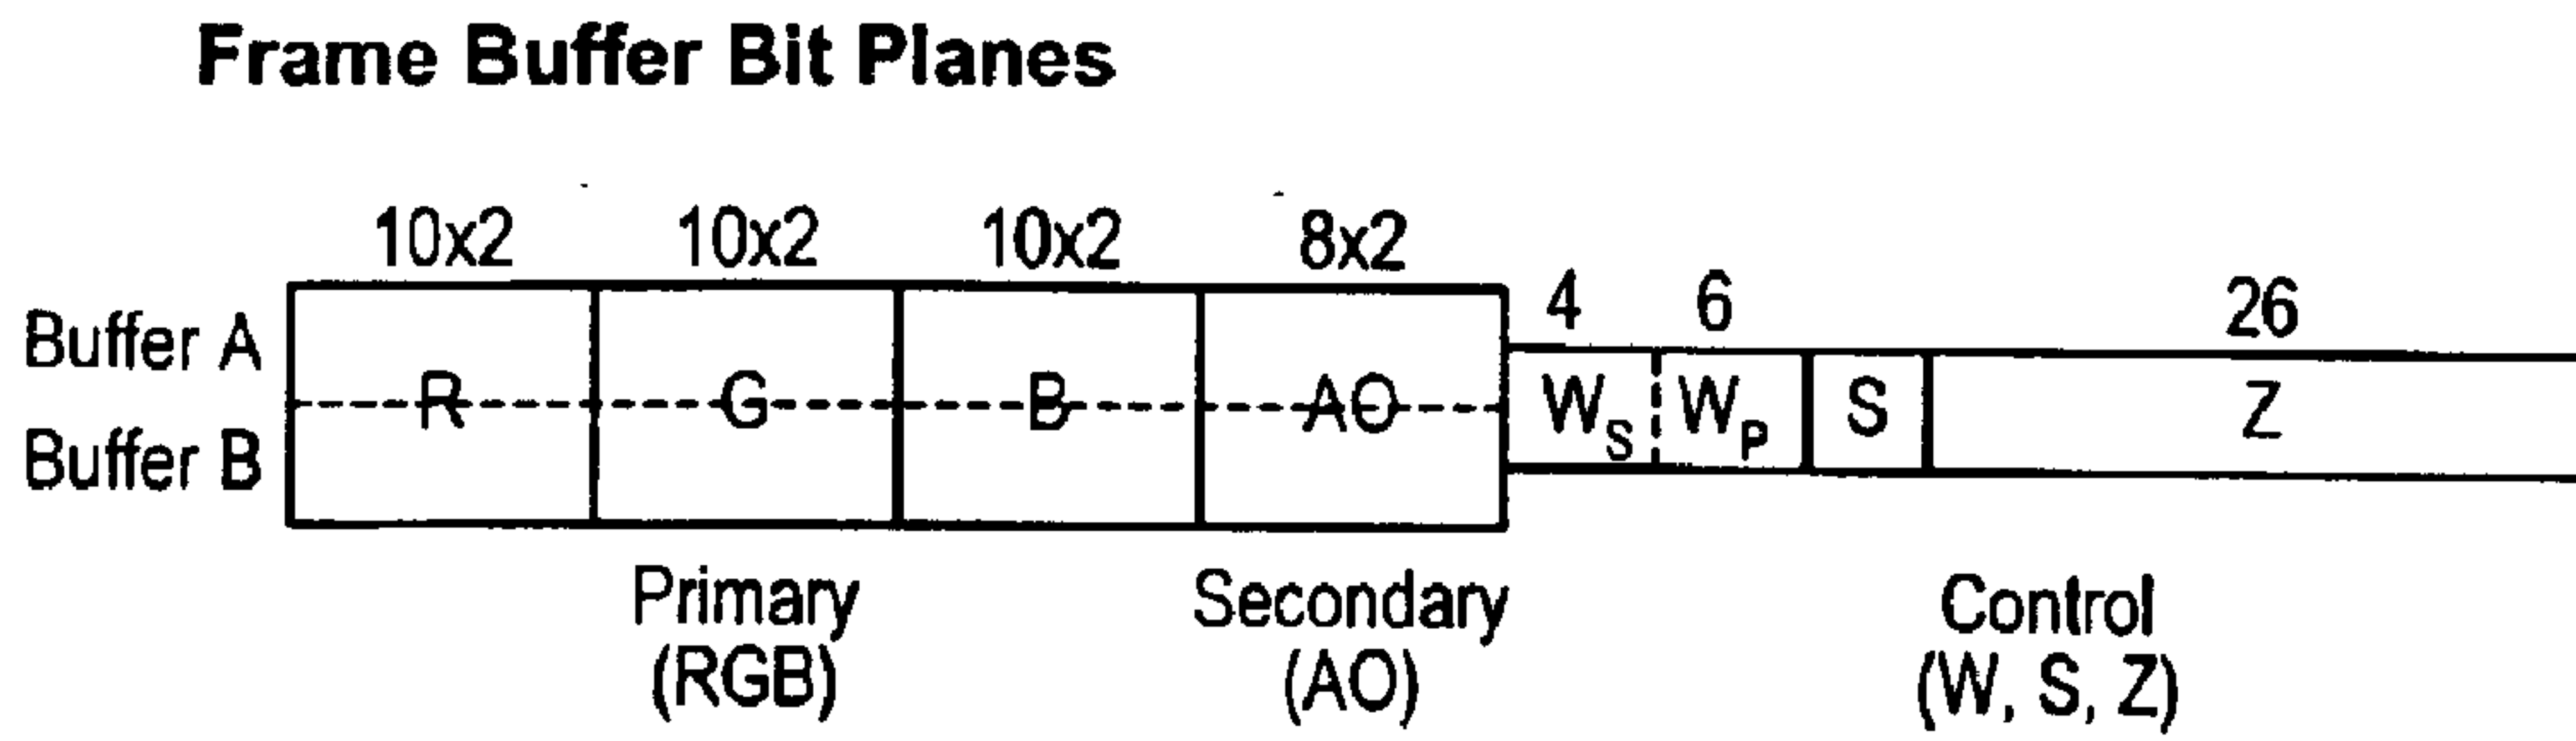 Frame Buffer Bit Planes
10x2 10x2 10x2 8x2
4 6 26
Buffer A
R G B AO W_S W_P S Z
Buffer B
Primary Secondary Control
(RGB) (AO) (W, S, Z)